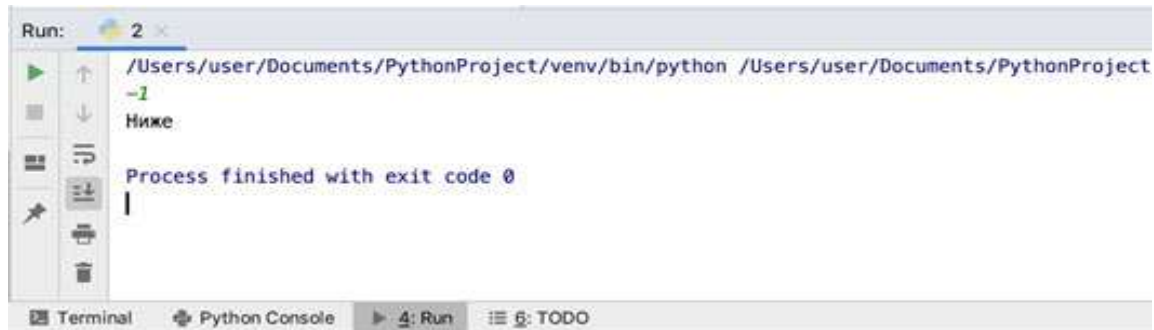 Run: 2 ×
/Users/user/Documents/PythonProject/venv/bin/python /Users/user/Documents/PythonProject
-1
Ниже
Process finished with exit code 0
Terminal Python Console 4: Run 6: TODO